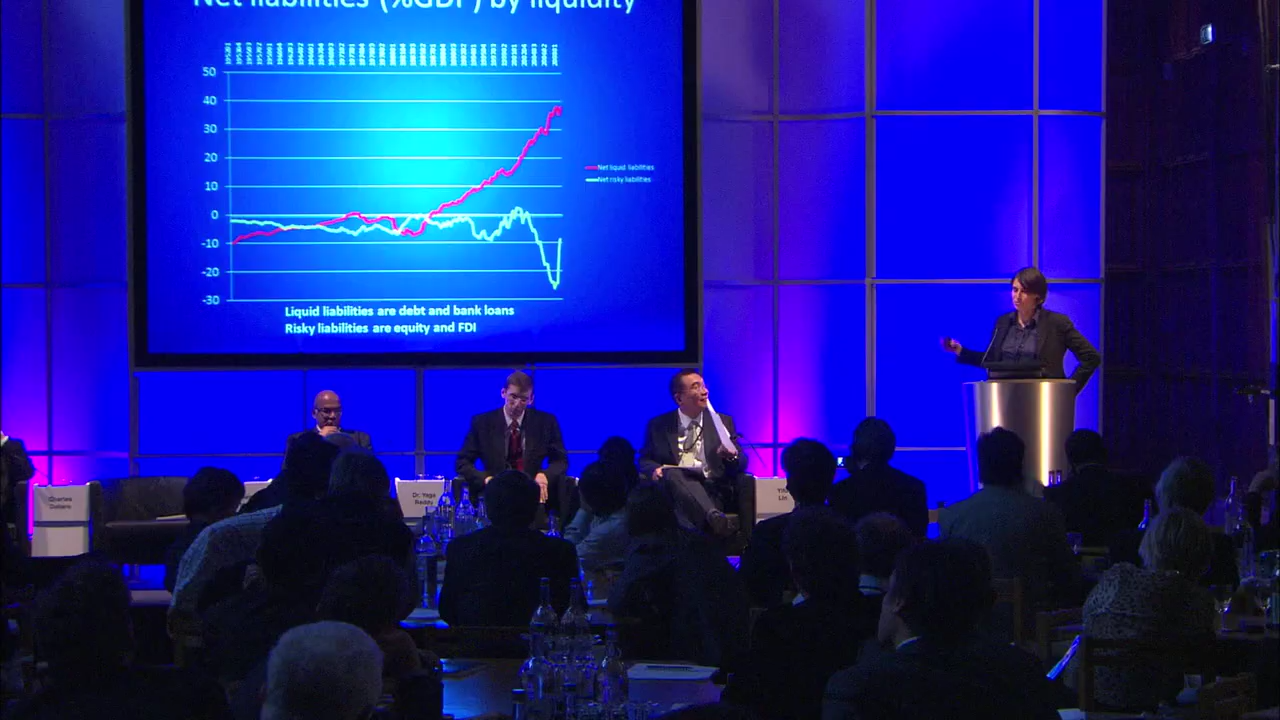 Net liabilities (%GDP) by liquidity
50
40
30
20
10
0
-10
-20
-30
Net liquid liabilities
Net risky liabilities
Liquid liabilities are debt and bank loans
Risky liabilities are equity and FDI
Charles
Dr. Yaga
Reddy
Lin